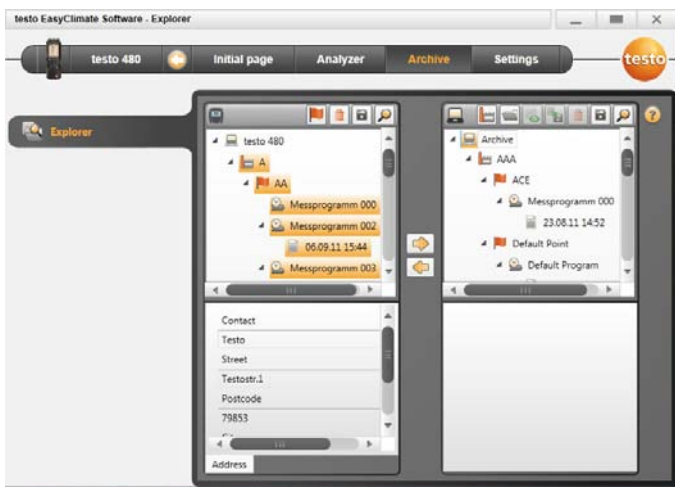 testo EasyClimate Software - Explorer
testo 480
Initial page
Analyzer
Archive
Settings
testo
Explorer
testo 480
A
AA
Messprogramm 000
Messprogramm 002
06.09.11 15:44
Messprogramm 003
Contact
Testo
Street
Testostr.1
Postcode
79853
Address
Archive
AAA
ACE
Messprogramm 000
23.08.11 14:52
Default Point
Default Program
?